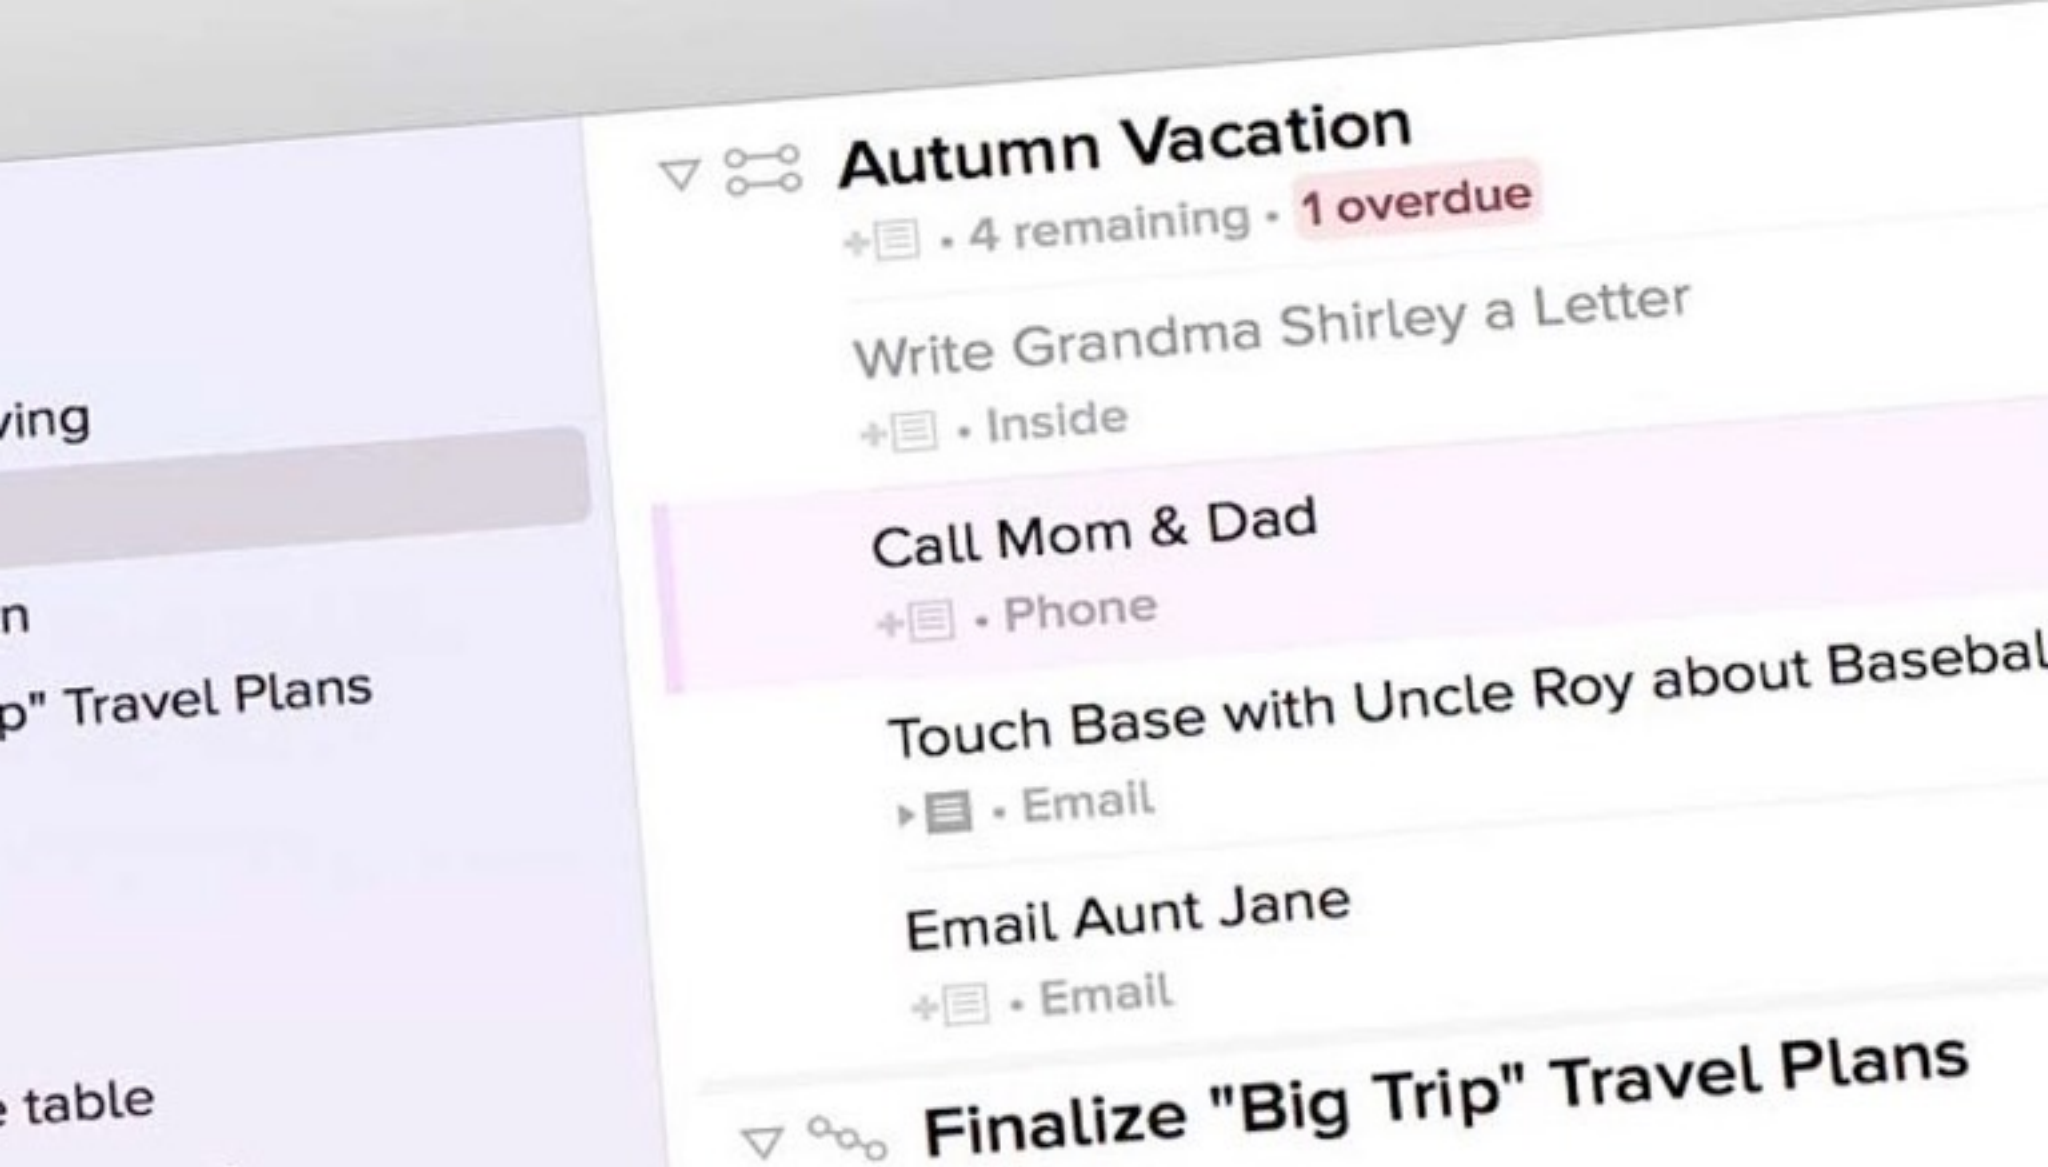 Autumn Vacation
• 4 remaining • 1 overdue
Write Grandma Shirley a Letter
• Inside
Call Mom & Dad
• Phone
Touch Base with Uncle Roy about Basebal
• Email
Email Aunt Jane
• Email
Finalize "Big Trip" Travel Plans
ving
n
p" Travel Plans
e table